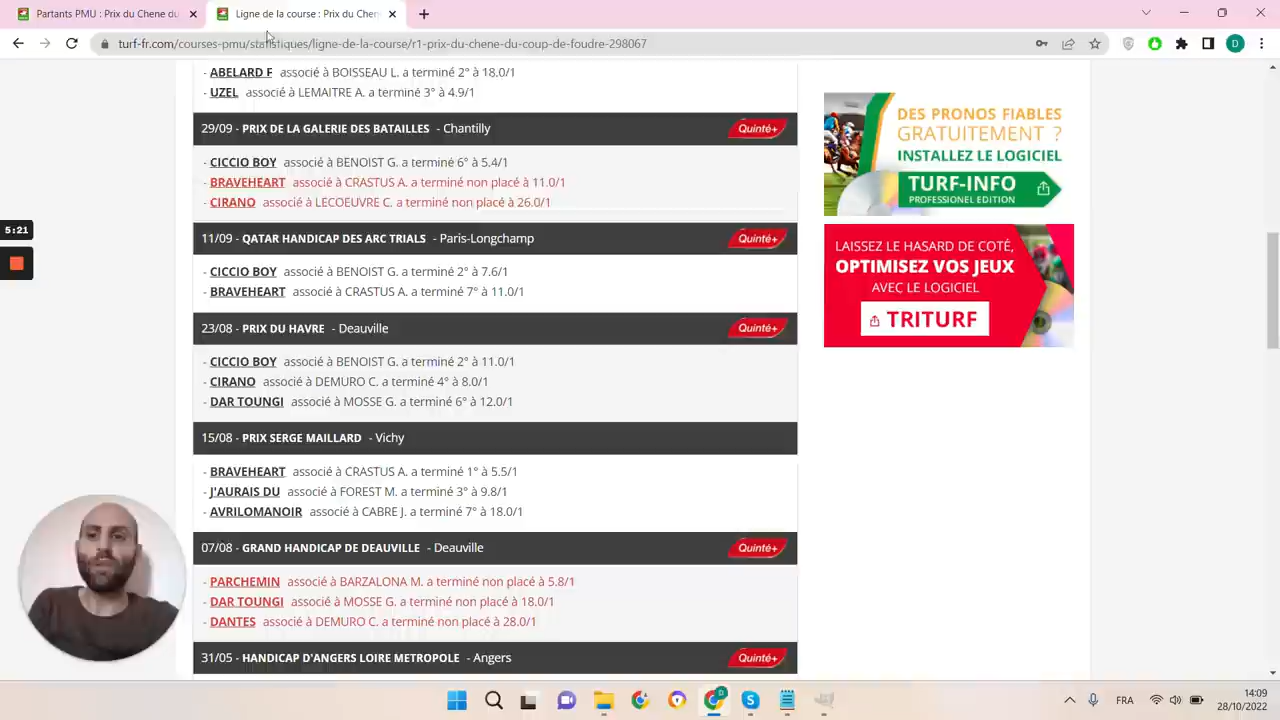 Partants PMU : Prix du Chen
Ligne de la course : Prix du Chen
turf-fr.com/courses-pmu/statistiques/ligne-de-la-course/r1-prix-du-chene-du-coup-de-foudre-298067
D
- ABELARD F associé à BOISSEAU L. a terminé 2° à 18.0/1
- UZEL associé à LEMAITRE A. a terminé 3° à 4.9/1
29/09 - PRIX DE LA GALERIE DES BATAILLES - Chantilly
Quinté+
- CICCIO BOY associé à BENOIST G. a terminé 6° à 5.4/1
- BRAVEHEART associé à CRASTUS A. a terminé non placé à 11.0/1
- CIRANO associé à LECOEUVRE C. a terminé non placé à 26.0/1
11/09 - QATAR HANDICAP DES ARC TRIALS - Paris-Longchamp
Quinté+
- CICCIO BOY associé à BENOIST G. a terminé 2° à 7.6/1
- BRAVEHEART associé à CRASTUS A. a terminé 7° à 11.0/1
23/08 - PRIX DU HAVRE - Deauville
Quinté+
- CICCIO BOY associé à BENOIST G. a terminé 2° à 11.0/1
- CIRANO associé à DEMURO C. a terminé 4° à 8.0/1
- DAR TOUNGI associé à MOSSE G. a terminé 6° à 12.0/1
15/08 - PRIX SERGE MAILLARD - Vichy
- BRAVEHEART associé à CRASTUS A. a terminé 1° à 5.5/1
- J'AURAIS DU associé à FOREST M. a terminé 3° à 9.8/1
- AVRILOMANOIR associé à CABRE J. a terminé 7° à 18.0/1
07/08 - GRAND HANDICAP DE DEAUVILLE - Deauville
Quinté+
- PARCHEMIN associé à BARZALONA M. a terminé non placé à 5.8/1
- DAR TOUNGI associé à MOSSE G. a terminé non placé à 18.0/1
- DANTES associé à DEMURO C. a terminé non placé à 28.0/1
31/05 - HANDICAP D'ANGERS LOIRE METROPOLE - Angers
Quinté+
DES PRONOS FIABLES
GRATUITEMENT ?
INSTALLEZ LE LOGICIEL
TURF-INFO
PROFESSIONEL EDITION
LAISSEZ LE HASARD DE COTÉ,
OPTIMISEZ VOS JEUX
AVEC LE LOGICIEL
TRITURF
5:21
FRA
14:09
28/10/2022